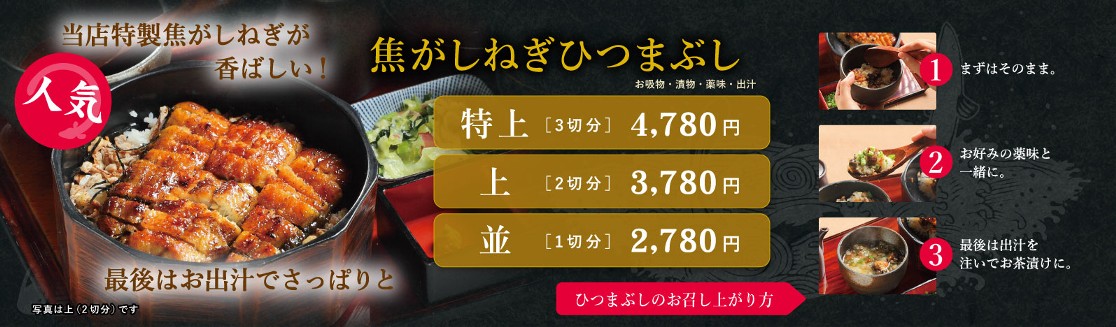 当店特製焦がしねぎが
香ばしい！
人気
最後はお出汁でさっぱりと
写真は上（2切分）です
焦がしねぎひつまぶし
お吸物・漬物・薬味・出汁
特上［3切分］4,780円
上［2切分］3,780円
並［1切分］2,780円
ひつまぶしのお召し上がり方
1 まずはそのまま。
2 お好みの薬味と
一緒に。
3 最後は出汁を
注いでお茶漬けに。